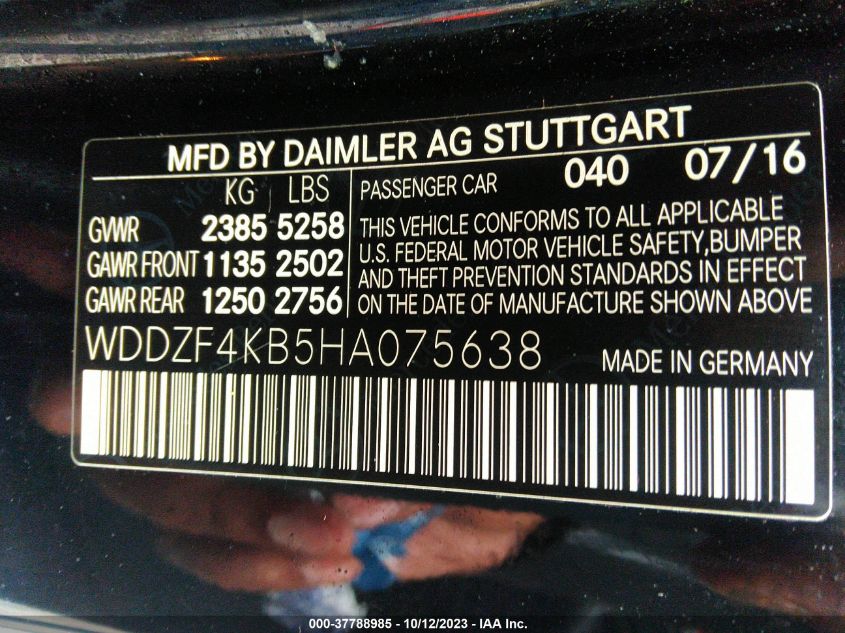 MFD BY DAIMLER AG STUTTGART
KG LBS
GVWR 2385 5258
GAWR FRONT 1135 2502
GAWR REAR 1250 2756
PASSENGER CAR 040 07/16
THIS VEHICLE CONFORMS TO ALL APPLICABLE
U.S. FEDERAL MOTOR VEHICLE SAFETY,BUMPER
AND THEFT PREVENTION STANDARDS IN EFFECT
ON THE DATE OF MANUFACTURE SHOWN ABOVE
WDDZF4KB5HA075638 MADE IN GERMANY
000-37788985 - 10/12/2023 - IAA Inc.